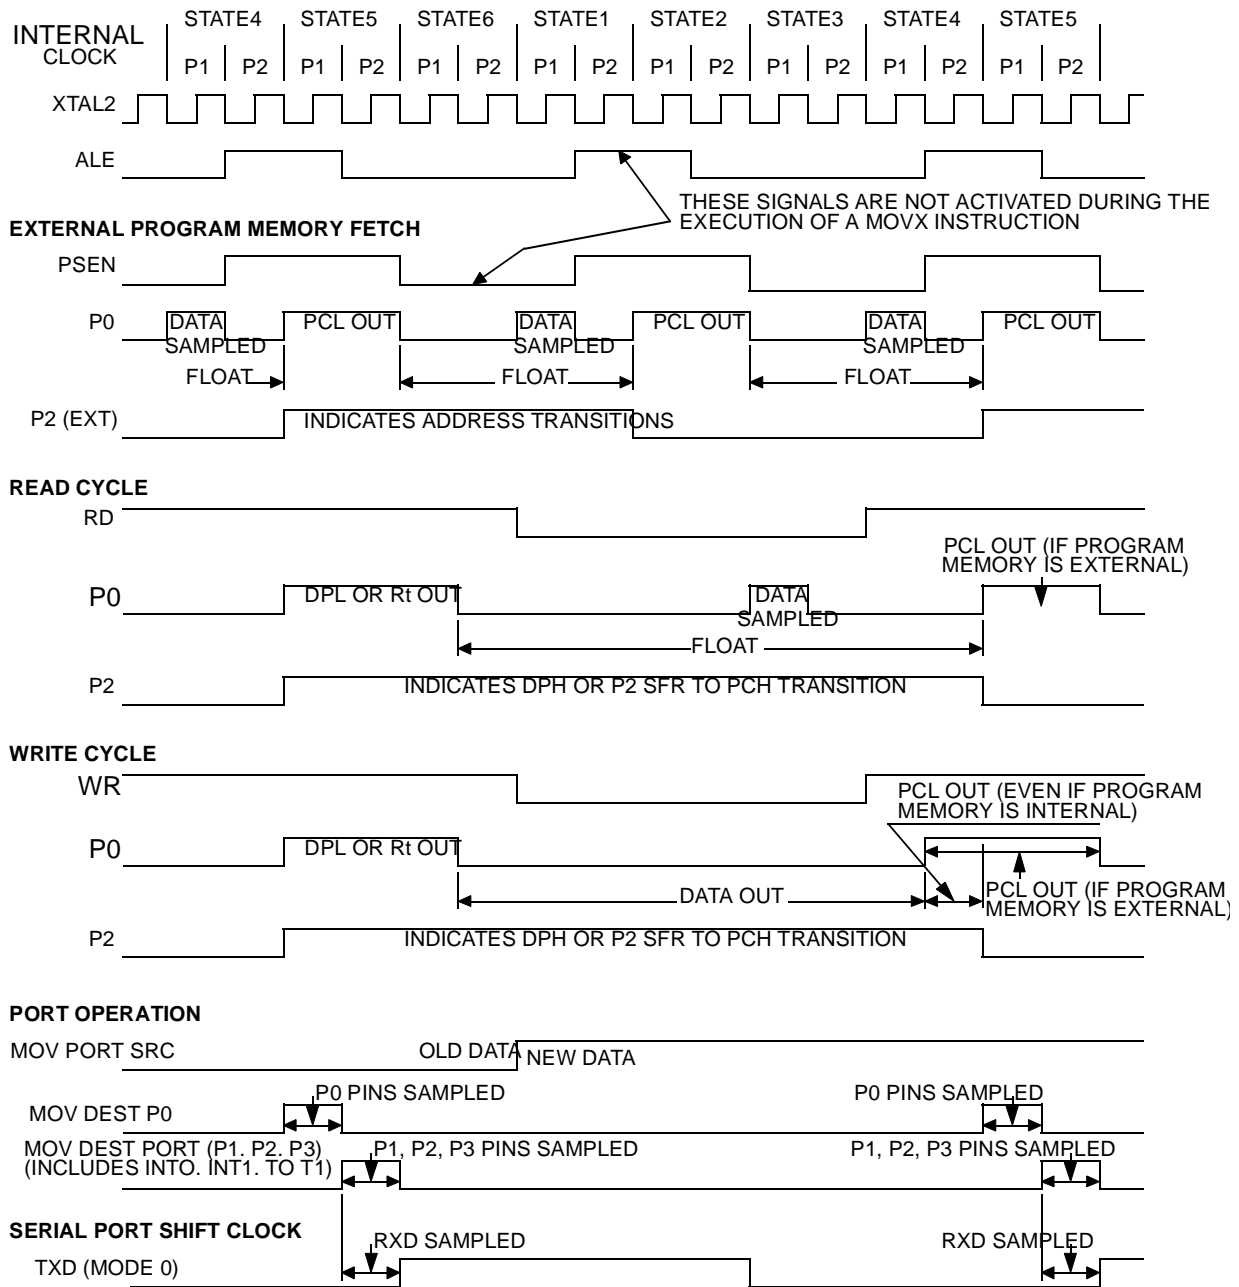 INTERNAL
CLOCK
STATE4 STATE5 STATE6 STATE1 STATE2 STATE3 STATE4 STATE5
P1 P2 P1 P2 P1 P2 P1 P2 P1 P2 P1 P2 P1 P2 P1 P2
XTAL2
ALE
THESE SIGNALS ARE NOT ACTIVATED DURING THE
EXECUTION OF A MOVX INSTRUCTION
EXTERNAL PROGRAM MEMORY FETCH
PSEN
P0 DATA PCL OUT DATA PCL OUT DATA PCL OUT
SAMPLED SAMPLED SAMPLED
FLOAT FLOAT FLOAT
P2 (EXT) INDICATES ADDRESS TRANSITIONS
READ CYCLE
RD
PCL OUT (IF PROGRAM
MEMORY IS EXTERNAL)
P0 DPL OR Rt OUT DATA
SAMPLED
FLOAT
P2 INDICATES DPH OR P2 SFR TO PCH TRANSITION
WRITE CYCLE
WR
PCL OUT (EVEN IF PROGRAM
MEMORY IS INTERNAL)
P0 DPL OR Rt OUT
DATA OUT
PCL OUT (IF PROGRAM
MEMORY IS EXTERNAL)
P2 INDICATES DPH OR P2 SFR TO PCH TRANSITION
PORT OPERATION
MOV PORT SRC OLD DATA NEW DATA
P0 PINS SAMPLED P0 PINS SAMPLED
MOV DEST P0
MOV DEST PORT (P1. P2. P3) P1, P2, P3 PINS SAMPLED P1, P2, P3 PINS SAMPLED
(INCLUDES INTO. INT1. TO T1)
SERIAL PORT SHIFT CLOCK
RXD SAMPLED RXD SAMPLED
TXD (MODE 0)